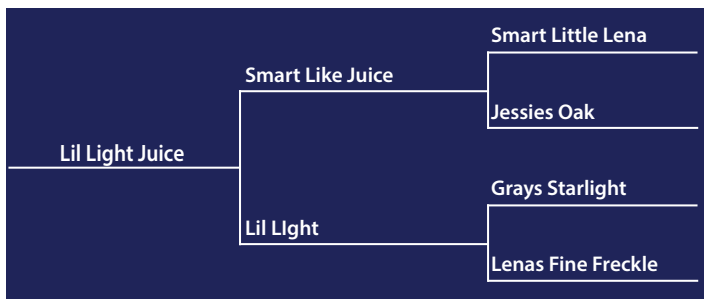 Smart Little Lena
Smart Like Juice
Jessies Oak
Lil Light Juice
Grays Starlight
Lil LIght
Lenas Fine Freckle